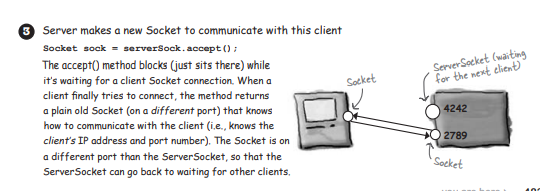 3 Server makes a new Socket to communicate with this client
Socket sock = serverSock.accept();
The accept() method blocks (just sits there) while
it's waiting for a client Socket connection. When a
client finally tries to connect, the method returns
a plain old Socket (on a different port) that knows
how to communicate with the client (i.e., knows the
client's IP address and port number). The Socket is on
a different port than the ServerSocket, so that the
ServerSocket can go back to waiting for other clients.
Socket
ServerSocket (waiting
for the next client)
4242
2789
Socket